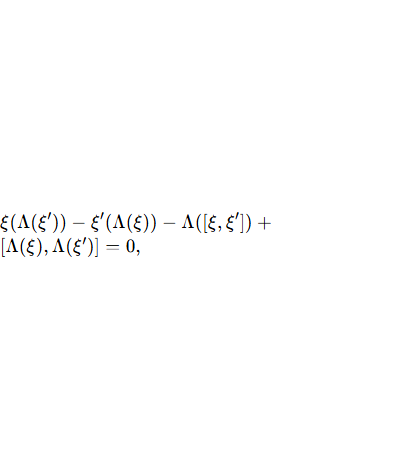 ξ(Λ(ξ′)) − ξ′(Λ(ξ)) − Λ([ξ, ξ′]) +
[Λ(ξ), Λ(ξ′)] = 0,